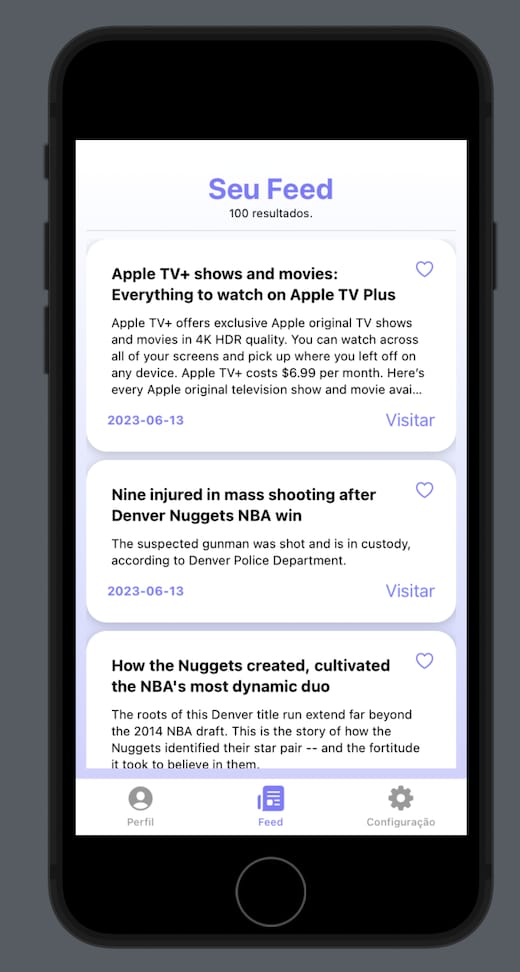 Seu Feed
100 resultados.
Apple TV+ shows and movies:
Everything to watch on Apple TV Plus
Apple TV+ offers exclusive Apple original TV shows
and movies in 4K HDR quality. You can watch across
all of your screens and pick up where you left off on
any device. Apple TV+ costs $6.99 per month. Here's
every Apple original television show and movie avai...
2023-06-13
Visitar
Nine injured in mass shooting after
Denver Nuggets NBA win
The suspected gunman was shot and is in custody,
according to Denver Police Department.
2023-06-13
Visitar
How the Nuggets created, cultivated
the NBA's most dynamic duo
The roots of this Denver title run extend far beyond
the 2014 NBA draft. This is the story of how the
Nuggets identified their star pair -- and the fortitude
it took to believe in them.
Perfil
Feed
Configuração